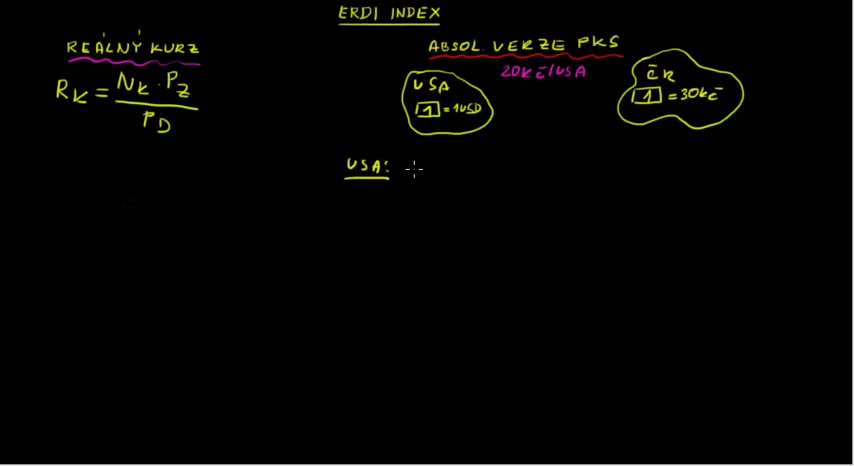 ERDI INDEX
REÁLNÝ KURZ
R_K = N_K · P_Z / P_D
ABSOL. VERZE PKS
20Kč/USA
USA
1 = 1USD
ČR
1 = 30Kč
USA: